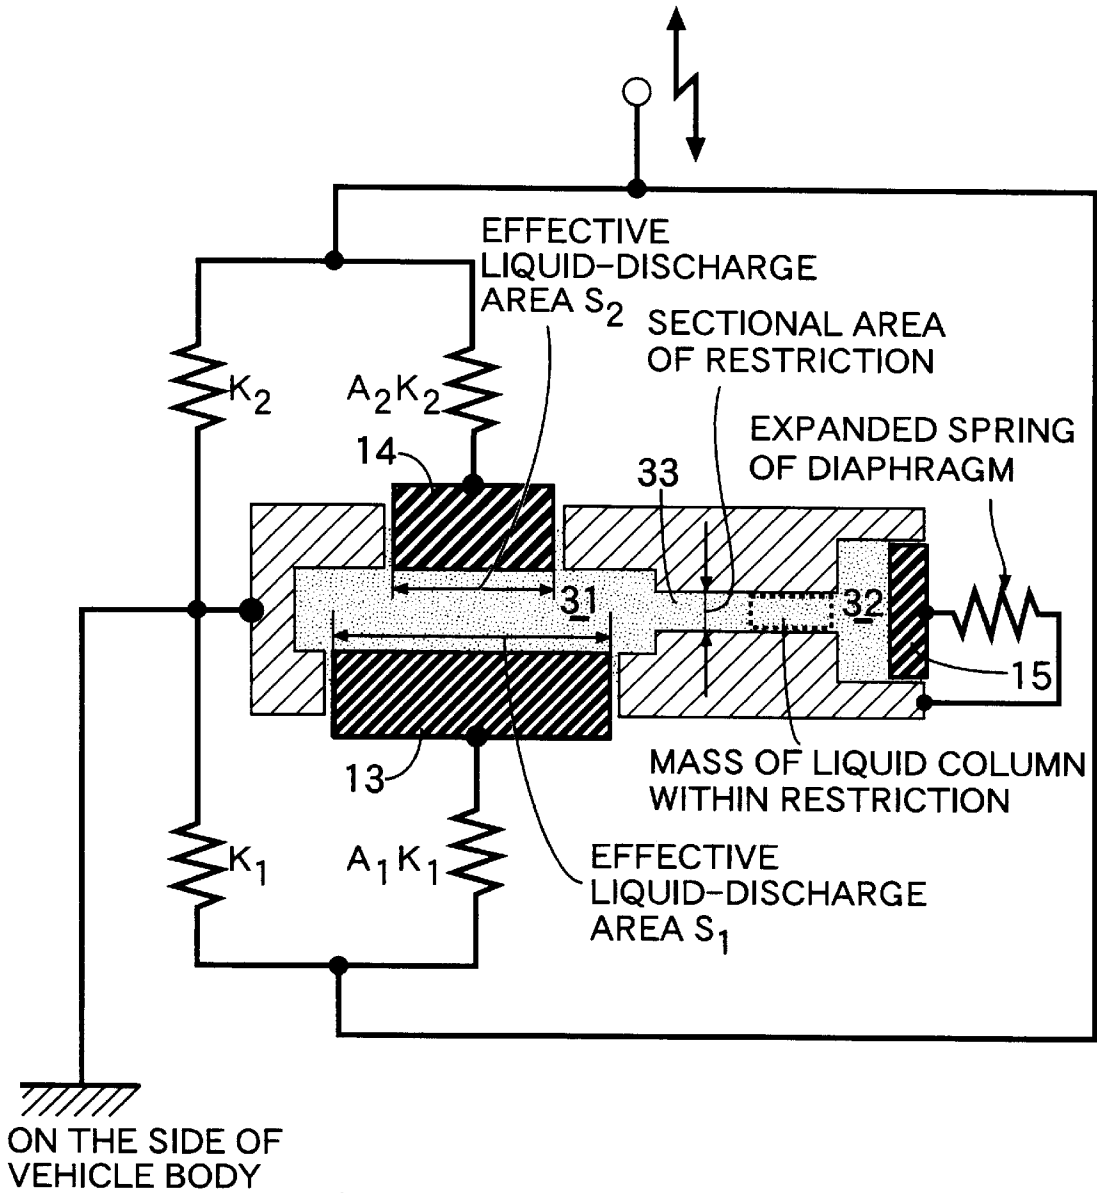 EFFECTIVE
LIQUID-DISCHARGE
AREA S2
SECTIONAL AREA
OF RESTRICTION
K2
A2K2
EXPANDED SPRING
OF DIAPHRAGM
14
33
31
32
15
13
MASS OF LIQUID COLUMN
WITHIN RESTRICTION
K1
A1K1
EFFECTIVE
LIQUID-DISCHARGE
AREA S1
ON THE SIDE OF
VEHICLE BODY